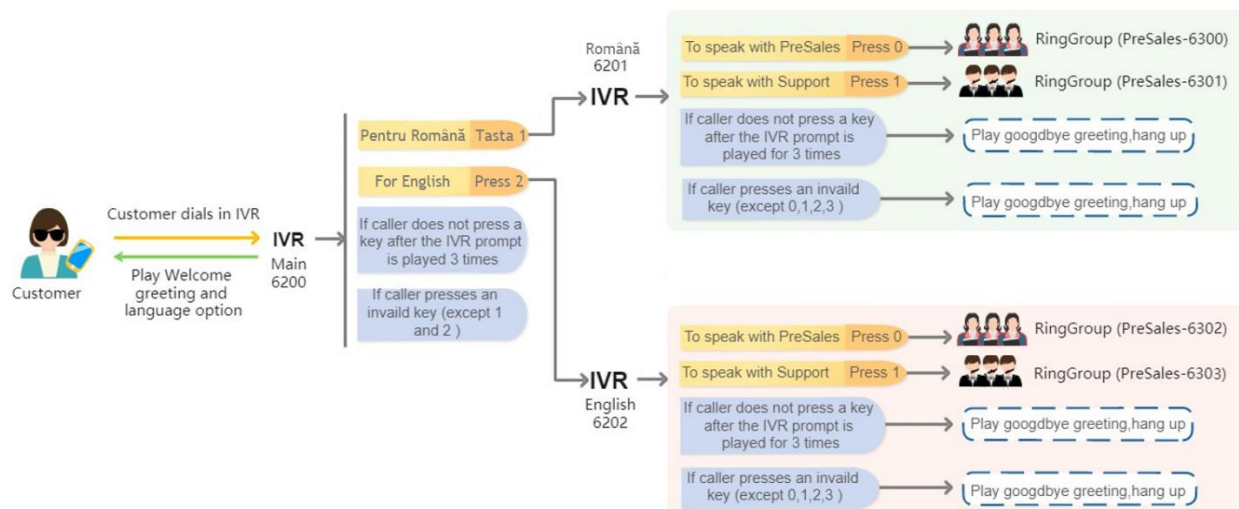 Customer
Customer dials in IVR
Play Welcome
greeting and
language option
IVR
Main
6200
Pentru Română Tasta 1
For English Press 2
If caller does not press a
key after the IVR prompt
is played 3 times
If caller presses an
invaild key (except 1
and 2 )
Română
6201
IVR
To speak with PreSales Press 0
RingGroup (PreSales-6300)
To speak with Support Press 1
RingGroup (PreSales-6301)
If caller does not press a key
after the IVR prompt is
played for 3 times
Play googdbye greeting,hang up
If caller presses an invaild
key (except 0,1,2,3 )
Play goodgbye greeting,hang up
IVR
English
6202
To speak with PreSales Press 0
RingGroup (PreSales-6302)
To speak with Support Press 1
RingGroup (PreSales-6303)
If caller does not press a key
after the IVR prompt is
played for 3 times
Play goodgbye greeting,hang up
If caller presses an invaild
key (except 0,1,2,3 )
Play goodgbye greeting,hang up